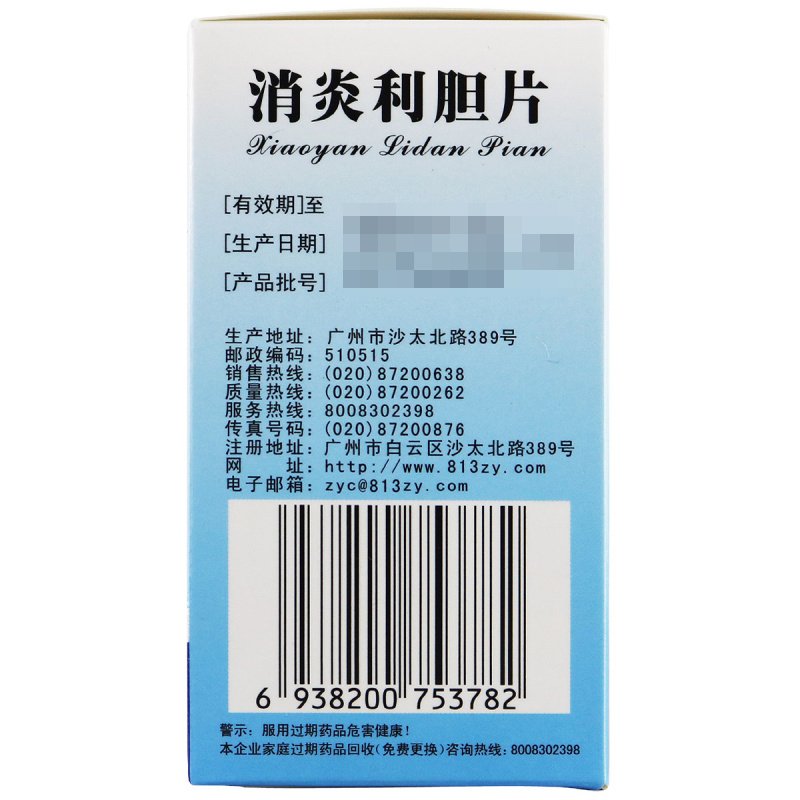 消炎利胆片
Xiaoyan Lidan Pian
[有效期]至
[生产日期]
[产品批号]
生产地址：广州市沙太北路389号
邮政编码：510515
销售热线：(020)87200638
质量热线：(020)87200262
服务热线：8008302398
传真号码：(020)87200876
注册地址：广州市白云区沙太北路389号
网　　址：http://www.813zy.com
电子邮箱：zyc@813zy.com
6 938200 753782
警示：服用过期药品危害健康！
本企业家庭过期药品回收(免费更换)咨询热线：8008302398